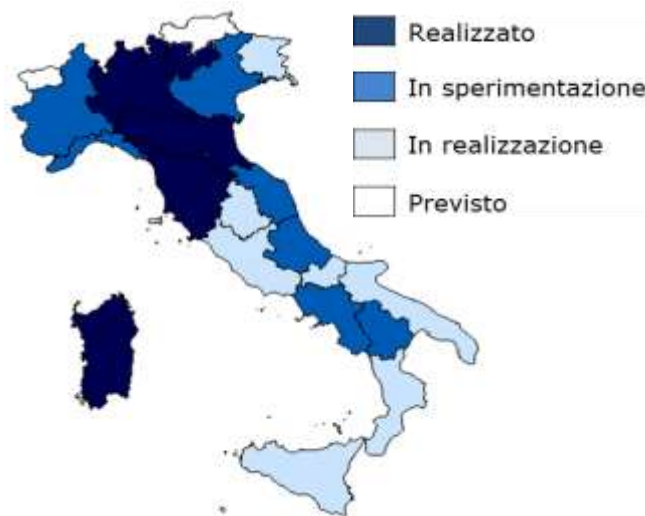 Realizzato
In sperimentazione
In realizzazione
Previsto